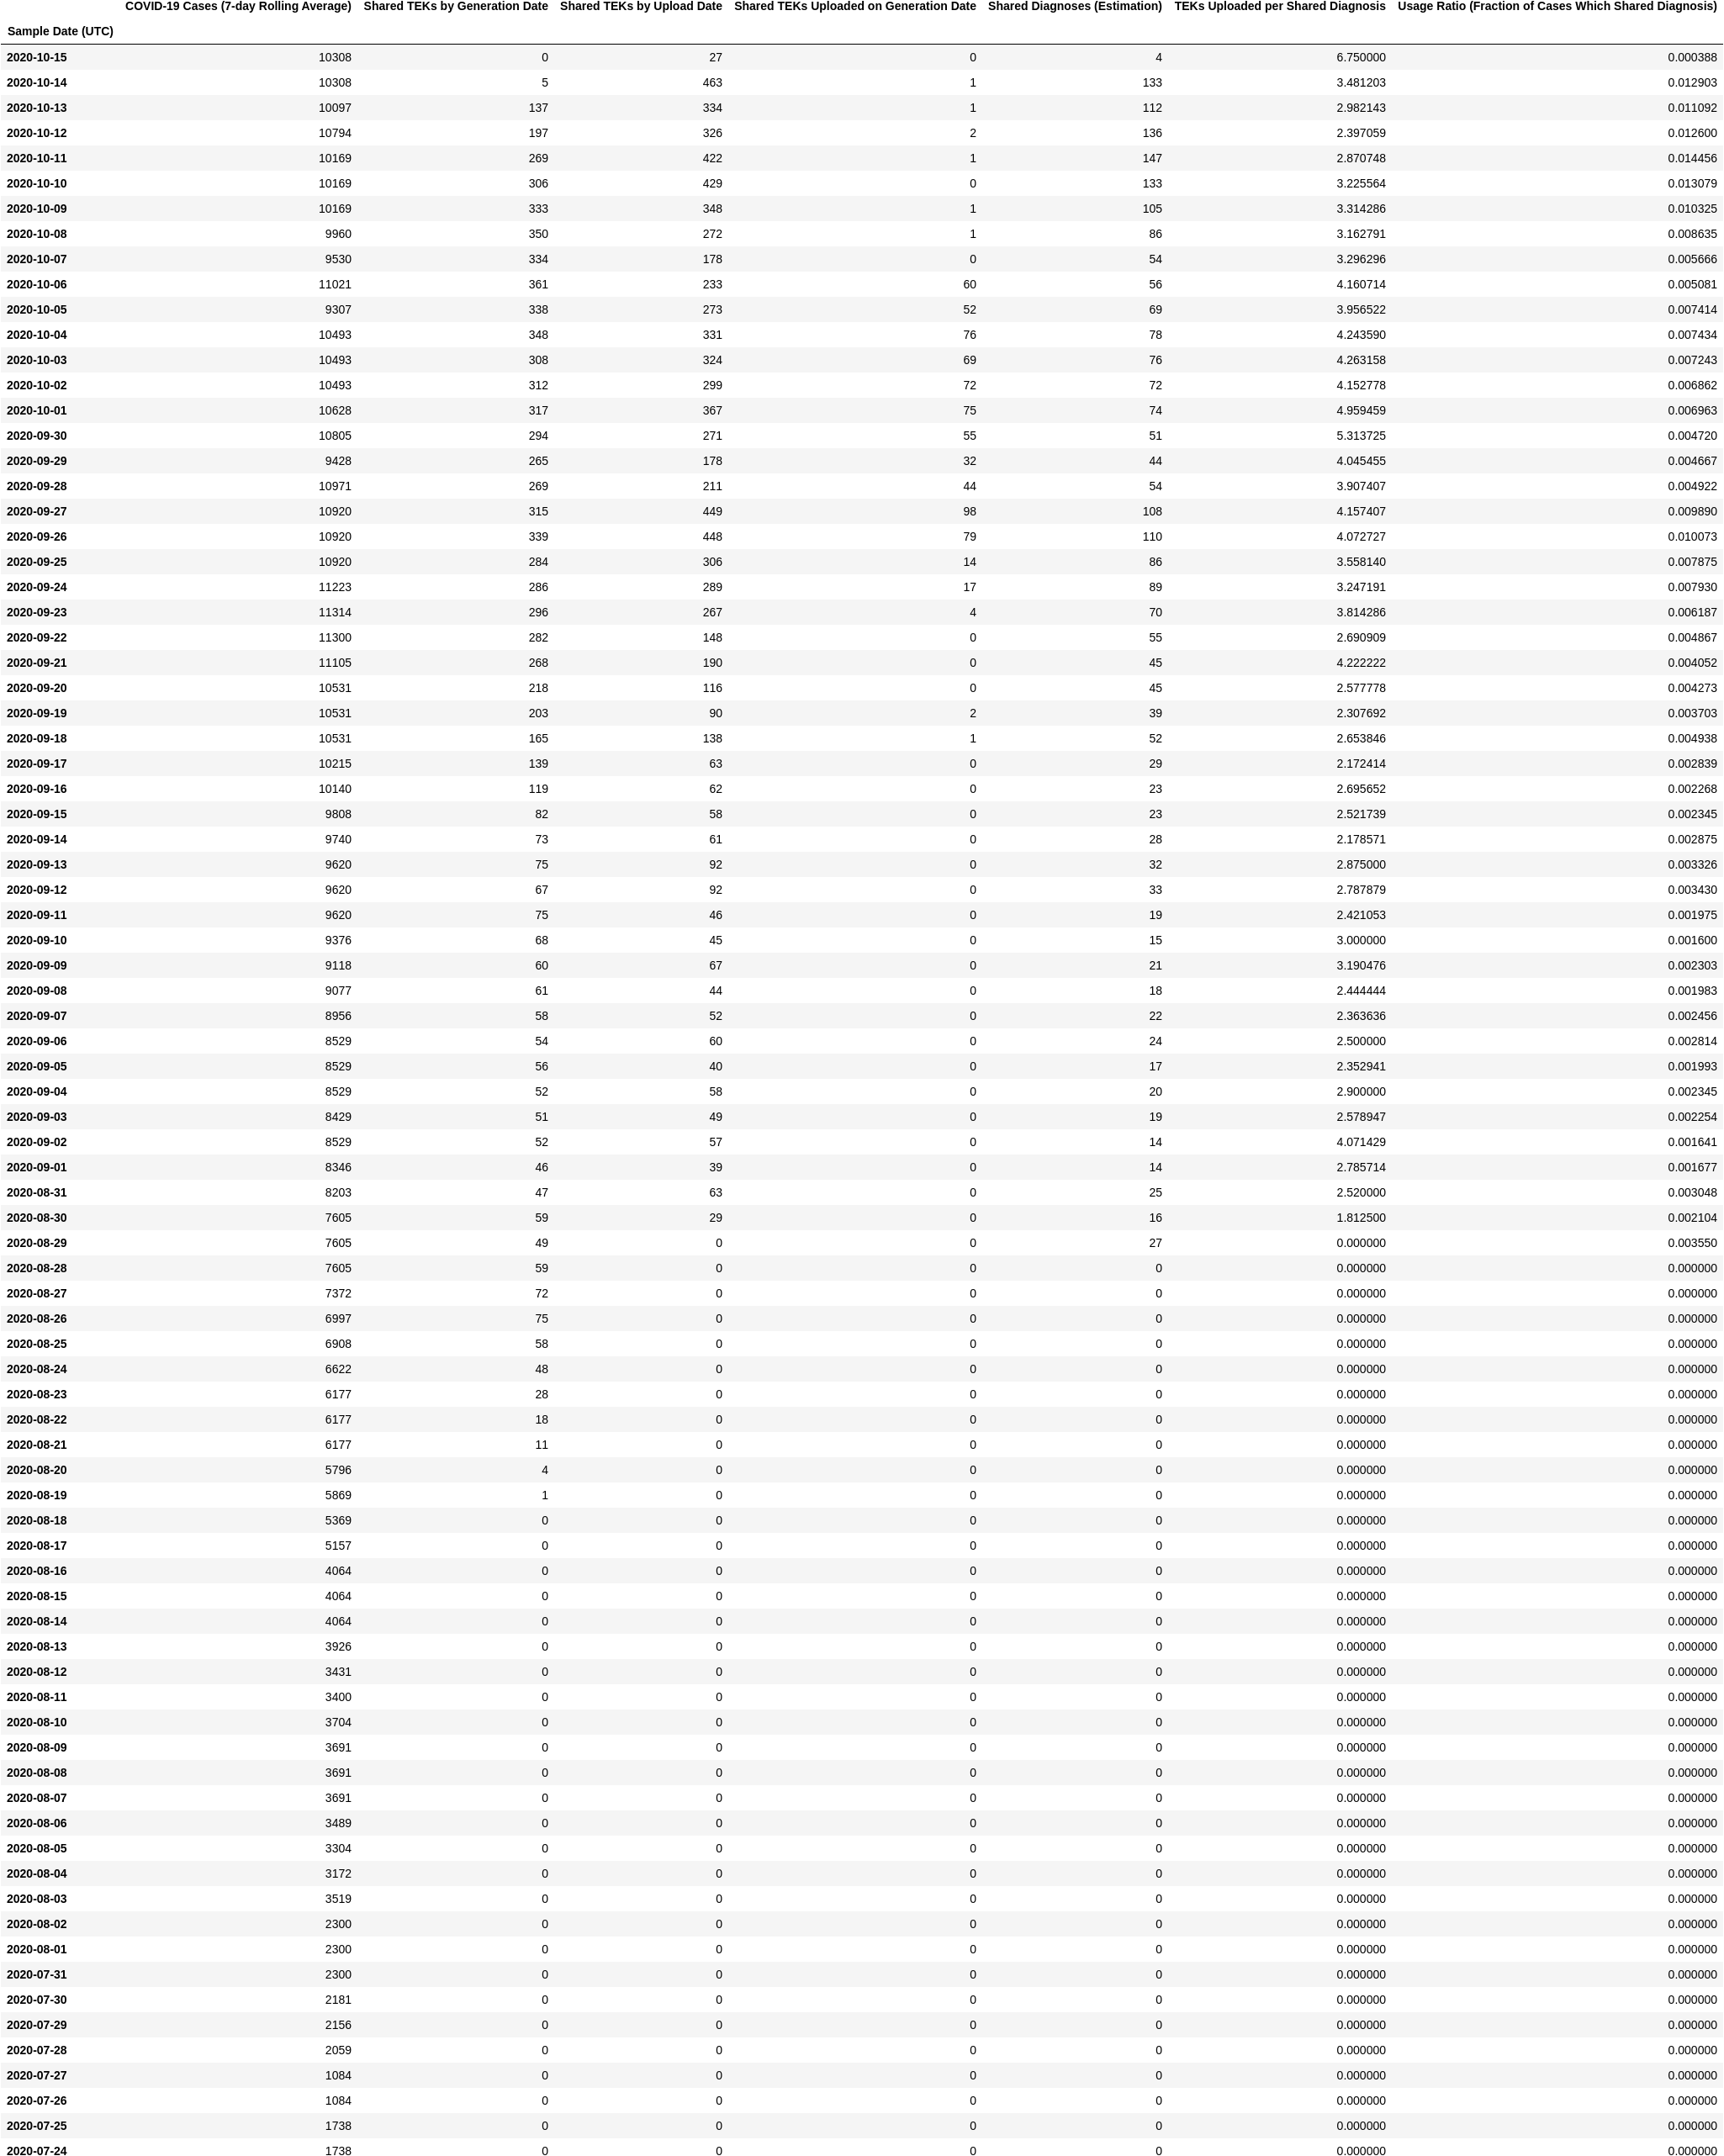 COVID-19 Cases (7-day Rolling Average) Shared TEKs by Generation Date Shared TEKs by Upload Date Shared TEKs Uploaded on Generation Date Shared Diagnoses (Estimation) TEKs Uploaded per Shared Diagnosis Usage Ratio (Fraction of Cases Which Shared Diagnosis)
Sample Date (UTC)
2020-10-15 10308 0 27 0 4 6.750000 0.000388
2020-10-14 10308 5 463 1 133 3.481203 0.012903
2020-10-13 10097 137 334 1 112 2.982143 0.011092
2020-10-12 10794 197 326 2 136 2.397059 0.012600
2020-10-11 10169 269 422 1 147 2.870748 0.014456
2020-10-10 10169 306 429 0 133 3.225564 0.013079
2020-10-09 10169 333 348 1 105 3.314286 0.010325
2020-10-08 9960 350 272 1 86 3.162791 0.008635
2020-10-07 9530 334 178 0 54 3.296296 0.005666
2020-10-06 11021 361 233 60 56 4.160714 0.005081
2020-10-05 9307 338 273 52 69 3.956522 0.007414
2020-10-04 10493 348 331 76 78 4.243590 0.007434
2020-10-03 10493 308 324 69 76 4.263158 0.007243
2020-10-02 10493 312 299 72 72 4.152778 0.006862
2020-10-01 10628 317 367 75 74 4.959459 0.006963
2020-09-30 10805 294 271 55 51 5.313725 0.004720
2020-09-29 9428 265 178 32 44 4.045455 0.004667
2020-09-28 10971 269 211 44 54 3.907407 0.004922
2020-09-27 10920 315 449 98 108 4.157407 0.009890
2020-09-26 10920 339 448 79 110 4.072727 0.010073
2020-09-25 10920 284 306 14 86 3.558140 0.007875
2020-09-24 11223 286 289 17 89 3.247191 0.007930
2020-09-23 11314 296 267 4 70 3.814286 0.006187
2020-09-22 11300 282 148 0 55 2.690909 0.004867
2020-09-21 11105 268 190 0 45 4.222222 0.004052
2020-09-20 10531 218 116 0 45 2.577778 0.004273
2020-09-19 10531 203 90 2 39 2.307692 0.003703
2020-09-18 10531 165 138 1 52 2.653846 0.004938
2020-09-17 10215 139 63 0 29 2.172414 0.002839
2020-09-16 10140 119 62 0 23 2.695652 0.002268
2020-09-15 9808 82 58 0 23 2.521739 0.002345
2020-09-14 9740 73 61 0 28 2.178571 0.002875
2020-09-13 9620 75 92 0 32 2.875000 0.003326
2020-09-12 9620 67 92 0 33 2.787879 0.003430
2020-09-11 9620 75 46 0 19 2.421053 0.001975
2020-09-10 9376 68 45 0 15 3.000000 0.001600
2020-09-09 9118 60 67 0 21 3.190476 0.002303
2020-09-08 9077 61 44 0 18 2.444444 0.001983
2020-09-07 8956 58 52 0 22 2.363636 0.002456
2020-09-06 8529 54 60 0 24 2.500000 0.002814
2020-09-05 8529 56 40 0 17 2.352941 0.001993
2020-09-04 8529 52 58 0 20 2.900000 0.002345
2020-09-03 8429 51 49 0 19 2.578947 0.002254
2020-09-02 8529 52 57 0 14 4.071429 0.001641
2020-09-01 8346 46 39 0 14 2.785714 0.001677
2020-08-31 8203 47 63 0 25 2.520000 0.003048
2020-08-30 7605 59 29 0 16 1.812500 0.002104
2020-08-29 7605 49 0 0 27 0.000000 0.003550
2020-08-28 7605 59 0 0 0 0.000000 0.000000
2020-08-27 7372 72 0 0 0 0.000000 0.000000
2020-08-26 6997 75 0 0 0 0.000000 0.000000
2020-08-25 6908 58 0 0 0 0.000000 0.000000
2020-08-24 6622 48 0 0 0 0.000000 0.000000
2020-08-23 6177 28 0 0 0 0.000000 0.000000
2020-08-22 6177 18 0 0 0 0.000000 0.000000
2020-08-21 6177 11 0 0 0 0.000000 0.000000
2020-08-20 5796 4 0 0 0 0.000000 0.000000
2020-08-19 5869 1 0 0 0 0.000000 0.000000
2020-08-18 5369 0 0 0 0 0.000000 0.000000
2020-08-17 5157 0 0 0 0 0.000000 0.000000
2020-08-16 4064 0 0 0 0 0.000000 0.000000
2020-08-15 4064 0 0 0 0 0.000000 0.000000
2020-08-14 4064 0 0 0 0 0.000000 0.000000
2020-08-13 3926 0 0 0 0 0.000000 0.000000
2020-08-12 3431 0 0 0 0 0.000000 0.000000
2020-08-11 3400 0 0 0 0 0.000000 0.000000
2020-08-10 3704 0 0 0 0 0.000000 0.000000
2020-08-09 3691 0 0 0 0 0.000000 0.000000
2020-08-08 3691 0 0 0 0 0.000000 0.000000
2020-08-07 3691 0 0 0 0 0.000000 0.000000
2020-08-06 3489 0 0 0 0 0.000000 0.000000
2020-08-05 3304 0 0 0 0 0.000000 0.000000
2020-08-04 3172 0 0 0 0 0.000000 0.000000
2020-08-03 3519 0 0 0 0 0.000000 0.000000
2020-08-02 2300 0 0 0 0 0.000000 0.000000
2020-08-01 2300 0 0 0 0 0.000000 0.000000
2020-07-31 2300 0 0 0 0 0.000000 0.000000
2020-07-30 2181 0 0 0 0 0.000000 0.000000
2020-07-29 2156 0 0 0 0 0.000000 0.000000
2020-07-28 2059 0 0 0 0 0.000000 0.000000
2020-07-27 1084 0 0 0 0 0.000000 0.000000
2020-07-26 1084 0 0 0 0 0.000000 0.000000
2020-07-25 1738 0 0 0 0 0.000000 0.000000
2020-07-24 1738 0 0 0 0 0.000000 0.000000